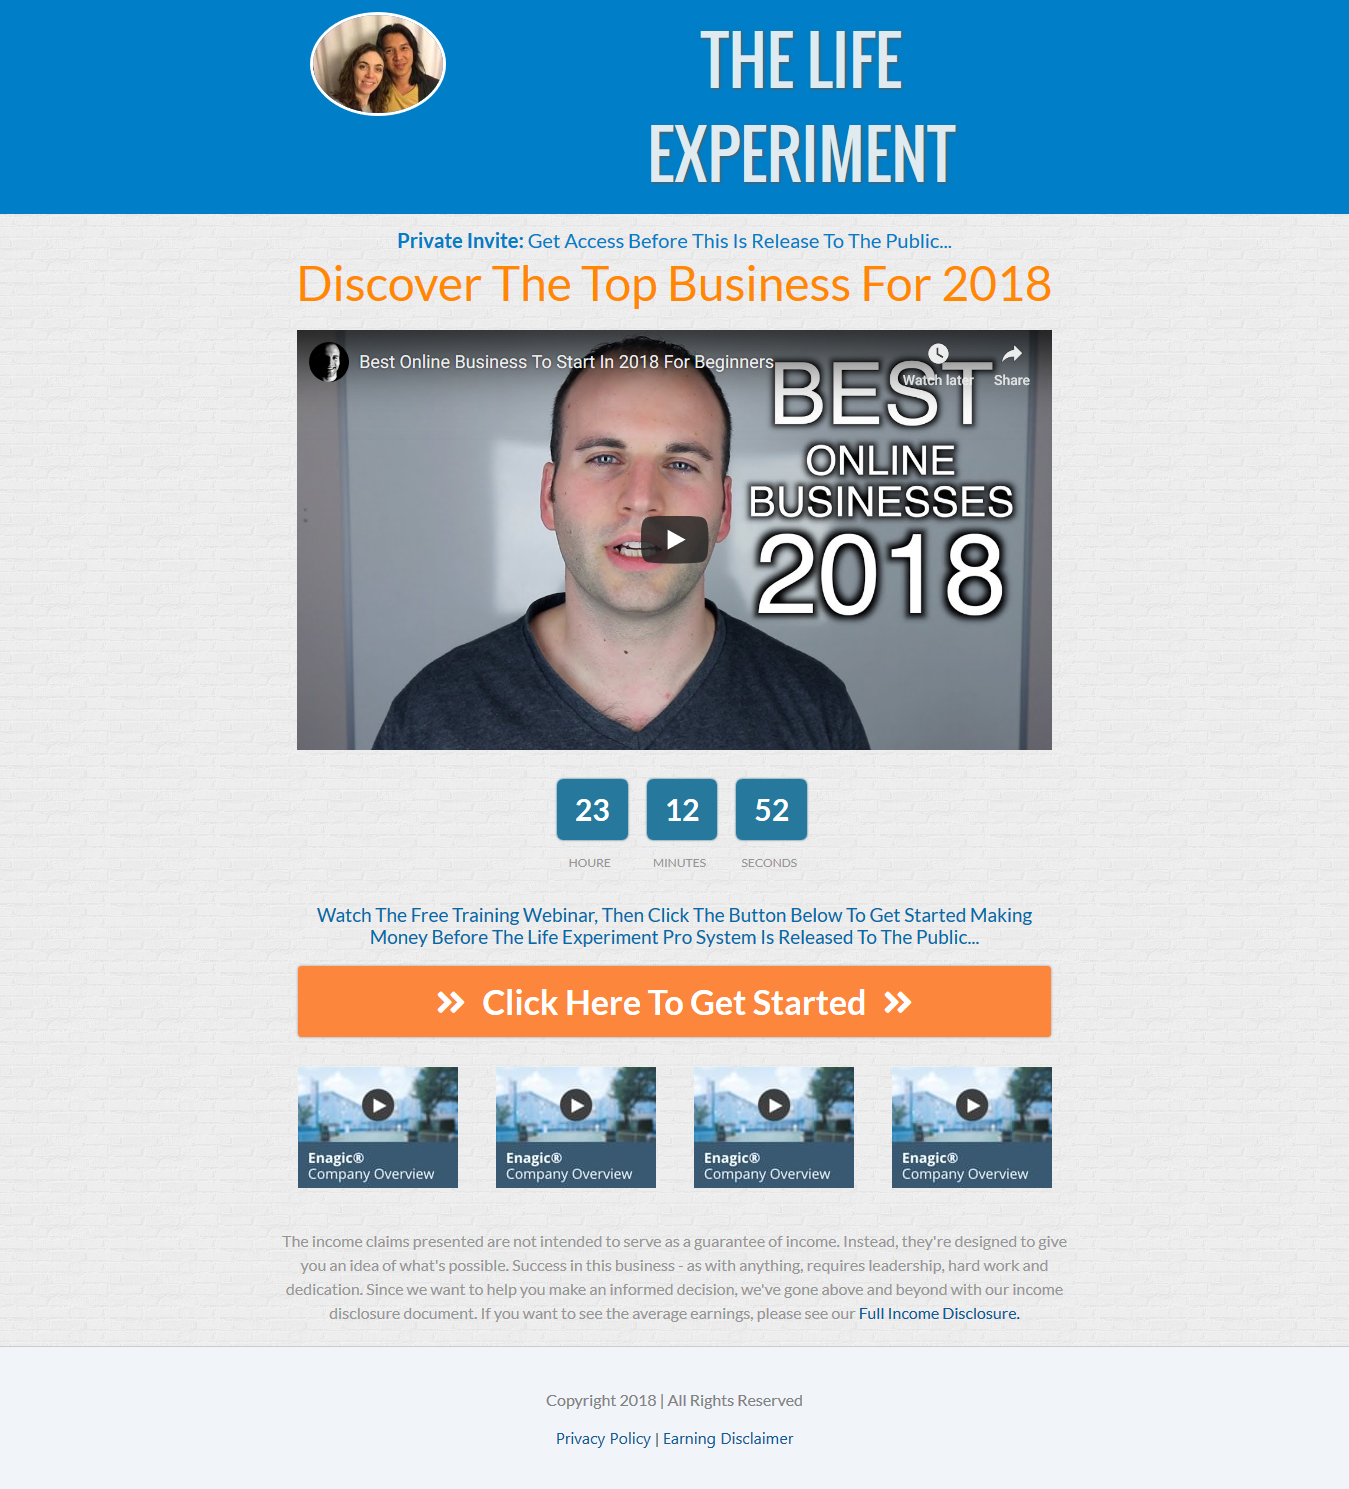 THE LIFE
EXPERIMENT
Private Invite: Get Access Before This Is Release To The Public...
Discover The Top Business For 2018
Best Online Business To Start In 2018 For Beginners
Watch later
Share
BEST
ONLINE
BUSINESSES
2018
23 12 52
HOURE MINUTES SECONDS
Watch The Free Training Webinar, Then Click The Button Below To Get Started Making
Money Before The Life Experiment Pro System Is Released To The Public...
Click Here To Get Started
Enagic®
Company Overview
Enagic®
Company Overview
Enagic®
Company Overview
Enagic®
Company Overview
The income claims presented are not intended to serve as a guarantee of income. Instead, they're designed to give
you an idea of what's possible. Success in this business - as with anything, requires leadership, hard work and
dedication. Since we want to help you make an informed decision, we've gone above and beyond with our income
disclosure document. If you want to see the average earnings, please see our Full Income Disclosure.
Copyright 2018 | All Rights Reserved
Privacy Policy | Earning Disclaimer